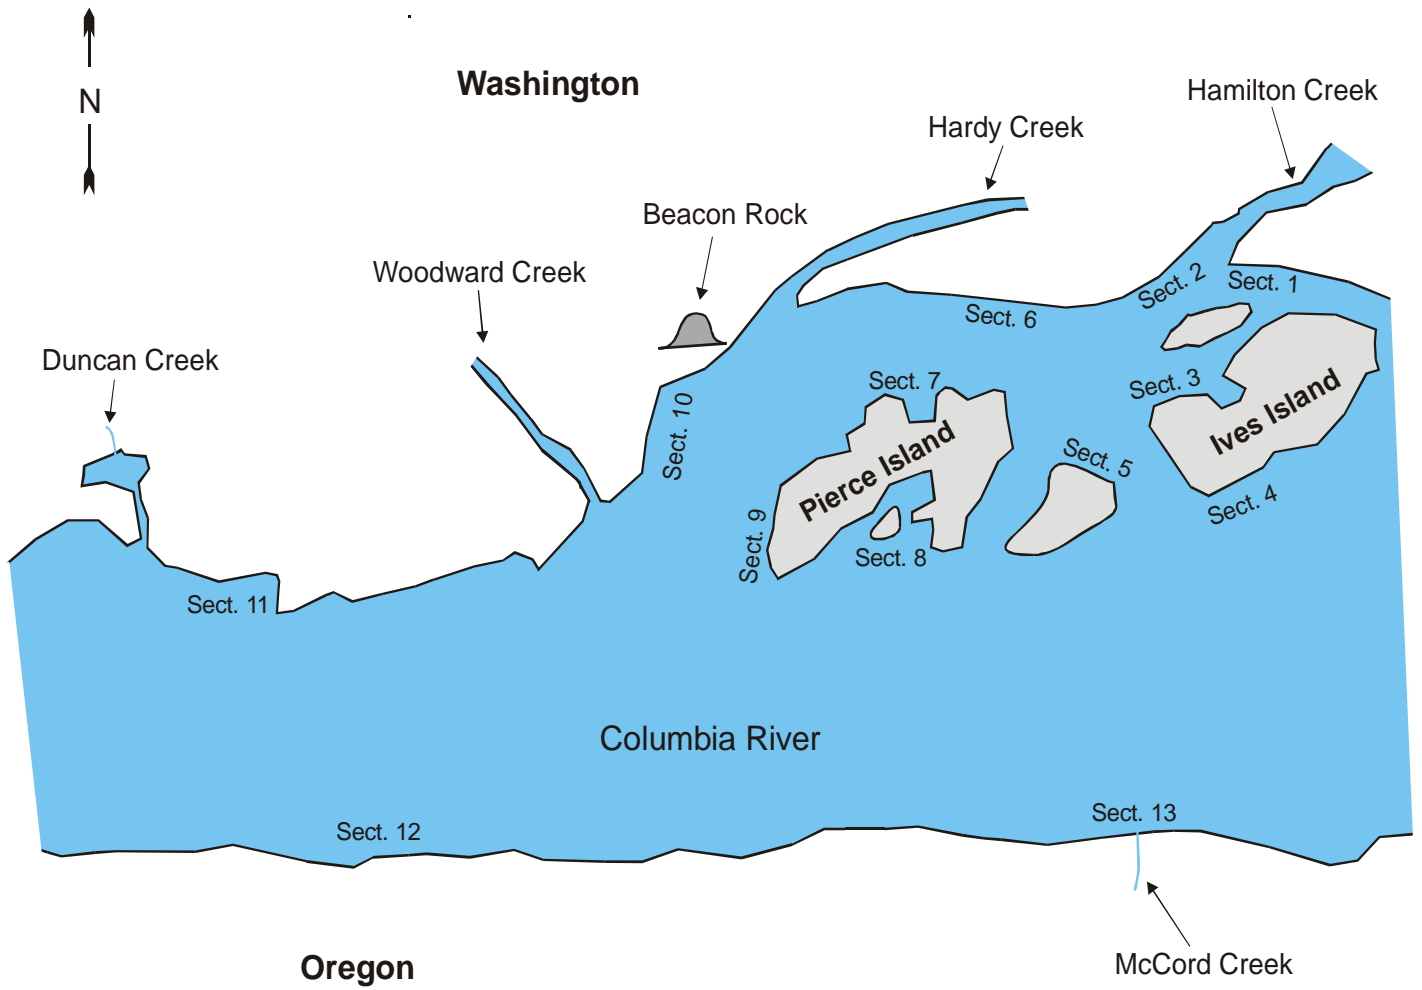 Washington
Hamilton Creek
N
Hardy Creek
Beacon Rock
Woodward Creek
Sect. 2
Sect. 1
Sect. 6
Duncan Creek
Sect. 7
Sect. 3
Ives Island
Sect. 10
Pierce Island
Sect. 5
Sect. 4
Sect. 9
Sect. 8
Sect. 11
Columbia River
Sect. 13
Sect. 12
McCord Creek
Oregon